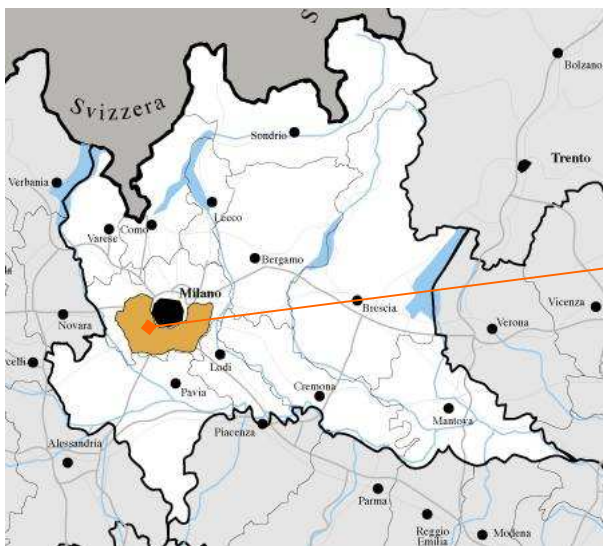 S
Svizzera
Bolzano
Sondrio
Trento
Verbania
Lecco
Varese
Como
Bergamo
Milano
Novara
Brescia
Vicenza
Verona
celli
Lodi
Pavia
Cremona
Mantova
Piacenza
Alessandria
Parma
Reggio
Emilia
Modena